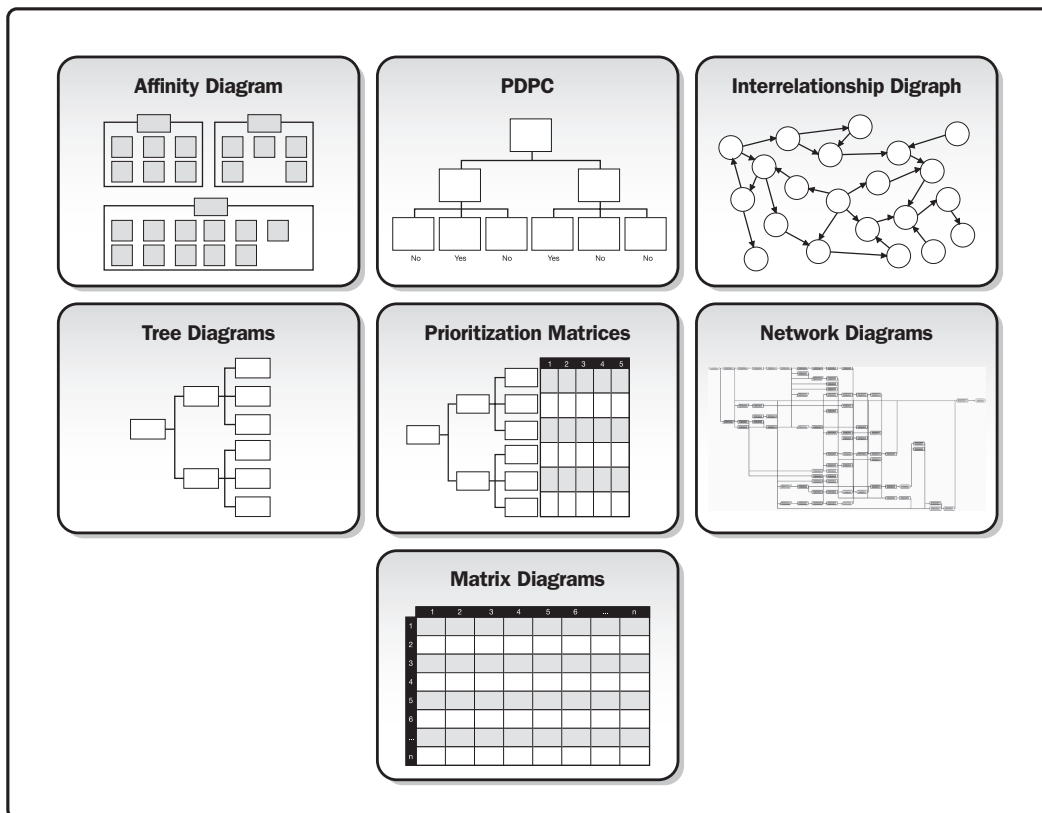 Affinity Diagram
PDPC
No Yes No Yes No No
Interrelationship Digraph
Tree Diagrams
Prioritization Matrices
1 2 3 4 5
Network Diagrams
Matrix Diagrams
1 2 3 4 5 6 ... n
1
2
3
4
5
6
...
n